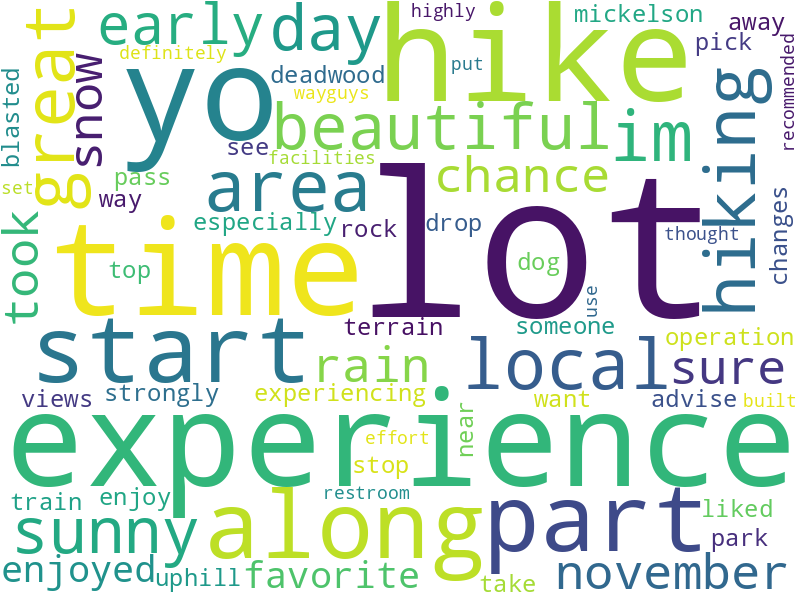 highly
early
day
hike
mickelson
away
great
definitely
put
pick
recommended
snow
deadwood
yo
wayguys
blasted
beautiful
im
hiking
see
facilities
set
pass
area
chance
way
lot
changes
took
especially
rock
drop
thought
time
top
dog
use
start
terrain
someone
operation
rain
local
sure
views
strongly
experiencing
want
advise
built
experience
near
effort
stop
train
enjoy
restroom
along
part
liked
sunny
park
enjoyed
uphill
favorite
take
november